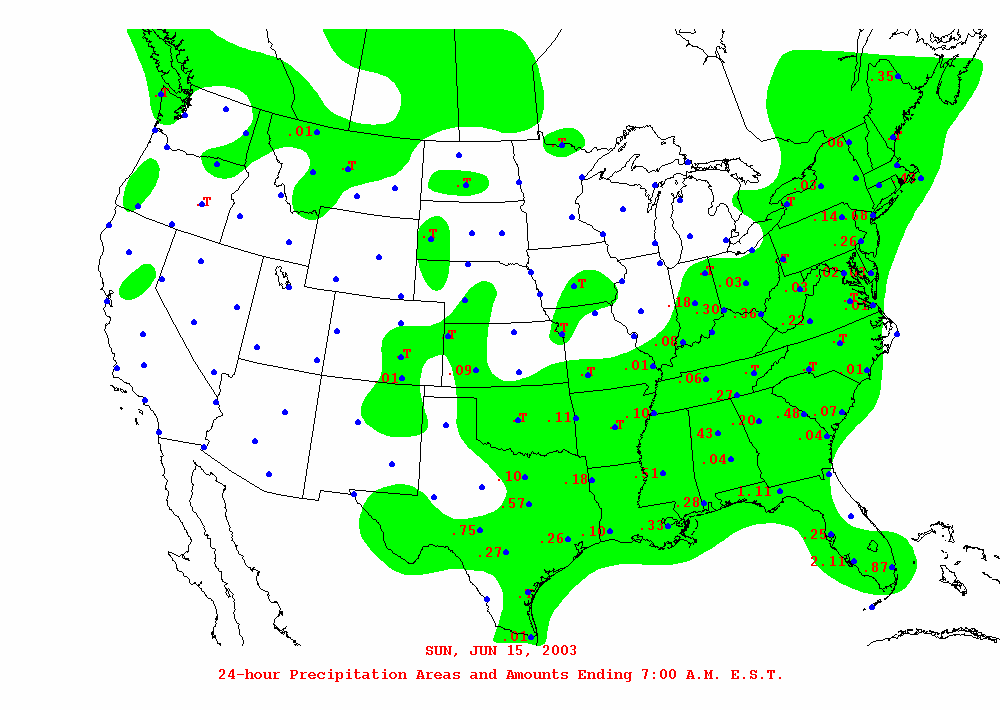 .35
T
T
.01
T
.06
T
T
.03
T
T
.14 .68
T
.26
T
T
.03
.02
T
.03
.18
.30
.36
.22
T
.01
T
T
.08
T
T
.09
.01
T
.01
.06
T
T
.01
.27
.10
.11
T
T
.20
.48
.07
.43
.04
.04
.10
.18
.51
.57
.28
1.11
.75
.26
.10
.33
.25
.27
2.11
.87
.01
SUN, JUN 15, 2003
24-hour Precipitation Areas and Amounts Ending 7:00 A.M. E.S.T.